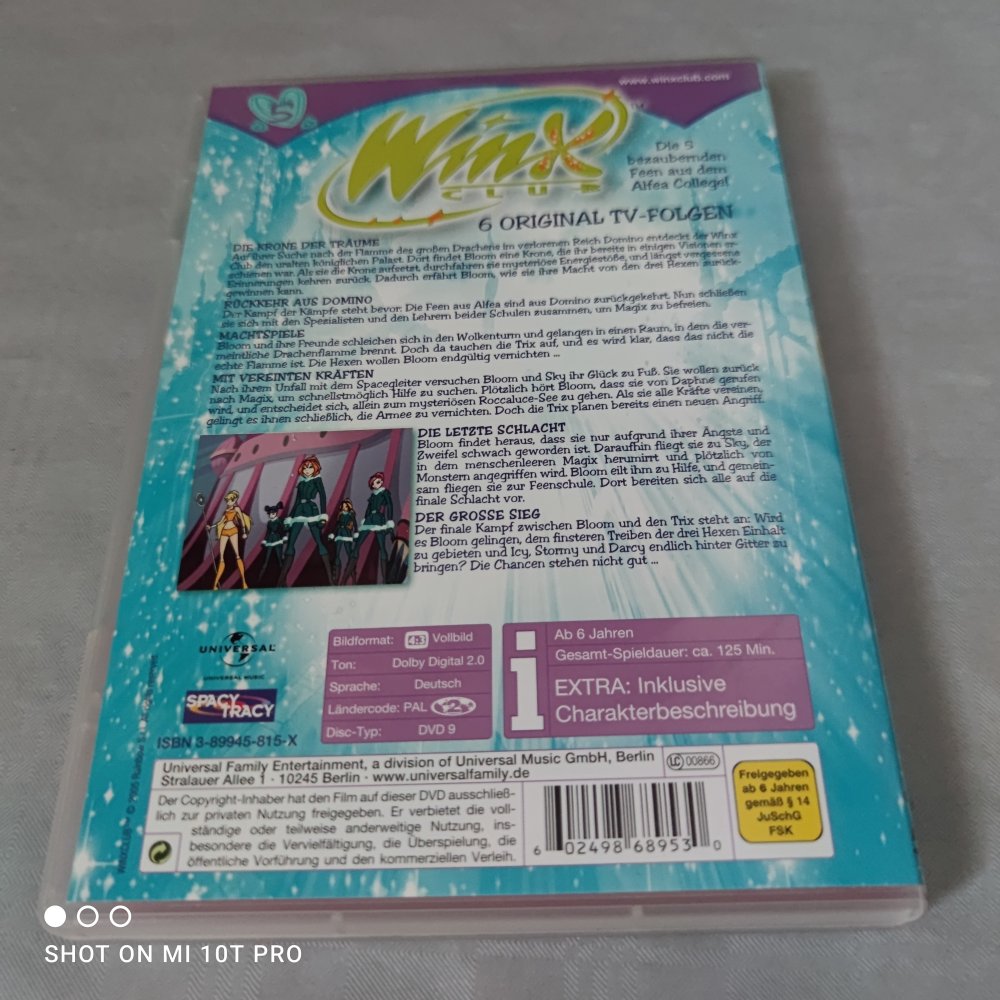 www.winxclub.com
5
WinX
CLUB
Die 5
bezaubernden
Feen aus dem
Alfea College!
6 ORIGINAL TV-FOLGEN
DIE KRONE DER TRÄUME
Auf ihrer Suche nach der Flamme des großen Drachens im verlorenen Reich Domino entdeckt der Winx
Club den uralten königlichen Palast. Dort findet Bloom eine Krone, die ihr bereits in einigen Visionen er-
schienen war. Als sie die Krone aufsetzt, durchfahren sie mysteriöse Energiestöße, und längst vergessene
Erinnerungen kehren zurück. Dadurch erfährt Bloom, wie sie ihre Macht von den drei Hexen zurück-
gewinnen kann.
RÜCKKEHR AUS DOMINO
Der Kampf der Kämpfe steht bevor: Die Feen aus Alfea sind aus Domino zurückgekehrt. Nun schließen
sie sich mit den Spezialisten und den Lehrern beider Schulen zusammen, um Magix zu befreien.
MACHTSPIELE
Bloom und ihre Freunde schleichen sich in den Wolkenturm und gelangen in einen Raum, in dem die ver-
meintliche Drachenflamme brennt. Doch da tauchen die Trix auf, und es wird klar, dass das nicht die
echte Flamme ist. Die Hexen wollen Bloom endgültig vernichten ...
MIT VEREINTEN KRÄFTEN
Nach ihrem Unfall mit dem Spacegleiter versuchen Bloom und Sky ihr Glück zu Fuß. Sie wollen zurück
nach Magix, um schnellstmöglich Hilfe zu suchen. Plötzlich hört Bloom, dass sie von Daphne gerufen
wird, und entscheidet sich, allein zum mysteriösen Roccaluce-See zu gehen. Als sie alle Kräfte vereinen,
gelingt es ihnen schließlich, die Armee zu vernichten. Doch die Trix planen bereits einen neuen Angriff.
DIE LETZTE SCHLACHT
Bloom findet heraus, dass sie nur aufgrund ihrer Ängste und
Zweifel schwach geworden ist. Daraufhin fliegt sie zu Sky, der
in dem menschenleeren Magix herumirrt und plötzlich von
Monstern angegriffen wird. Bloom eilt ihm zu Hilfe, und gemein-
sam fliegen sie zur Feenschule. Dort bereiten sich alle auf die
finale Schlacht vor.
DER GROSSE SIEG
Der finale Kampf zwischen Bloom und den Trix steht an: Wird
es Bloom gelingen, dem finsteren Treiben der drei Hexen Einhalt
zu gebieten und Icy, Stormy und Darcy endlich hinter Gitter zu
bringen? Die Chancen stehen nicht gut ...
UNIVERSAL
UNIVERSAL MUSIC
SPACY
TRACY
ISBN 3-89945-815-X
Bildformat: 4:3 Vollbild
Ton: Dolby Digital 2.0
Sprache: Deutsch
Ländercode: PAL 2
Disc-Typ: DVD 9
i
Ab 6 Jahren
Gesamt-Spieldauer: ca. 125 Min.
EXTRA: Inklusive
Charakterbeschreibung
Universal Family Entertainment, a division of Universal Music GmbH, Berlin
Stralauer Allee 1 · 10245 Berlin · www.universalfamily.de
LC 00866
Der Copyright-Inhaber hat den Film auf dieser DVD ausschließ-
lich zur privaten Nutzung freigegeben. Er verbietet die voll-
ständige oder teilweise anderweitige Nutzung, ins-
besondere die Vervielfältigung, die Überspielung, die
öffentliche Vorführung und den kommerziellen Verleih.
6 02498 68953 0
Freigegeben
ab 6 Jahren
gemäß § 14
JuSchG
FSK
SHOT ON MI 10T PRO